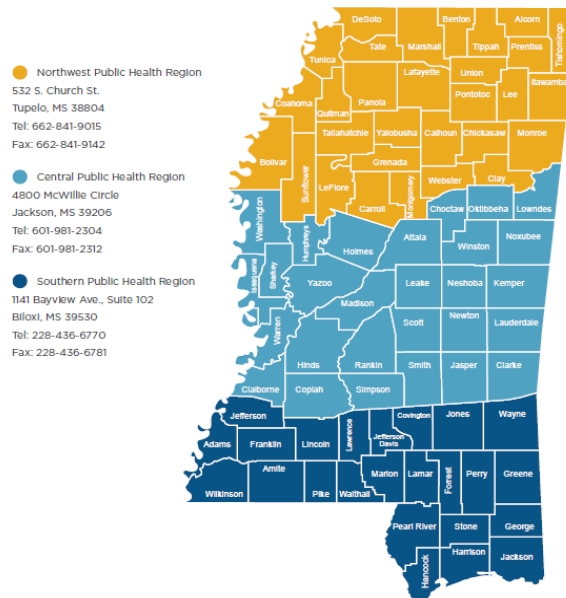 Northwest Public Health Region
532 S. Church St.
Tupelo, MS 38804
Tel: 662-841-9015
Fax: 662-841-9142
Central Public Health Region
4800 McWillie Circle
Jackson, MS 39206
Tel: 601-981-2304
Fax: 601-981-2312
Southern Public Health Region
1141 Bayview Ave., Suite 102
Biloxi, MS 39530
Tel: 228-436-6770
Fax: 228-436-6781
DeSoto
Benton
Alcorn
Tate
Marshall
Tippah
Prentiss
Tishomingo
Tunica
Lafayette
Union
Itawamba
Coahoma
Quitman
Panola
Pontotoc
Lee
Tallahatchie
Yalobusha
Calhoun
Chickasaw
Monroe
Bolivar
Sunflower
Grenada
LeFlore
Carroll
Montgomery
Webster
Clay
Washington
Humphreys
Holmes
Choctaw
Oktibbeha
Lowndes
Attala
Winston
Noxubee
Issaquena
Sharkey
Yazoo
Madison
Leake
Neshoba
Kemper
Warren
Scott
Newton
Lauderdale
Hinds
Rankin
Smith
Jasper
Clarke
Claiborne
Copiah
Simpson
Jefferson
Lawrence
Jefferson
Davis
Covington
Jones
Wayne
Adams
Franklin
Lincoln
Amite
Wilkinson
Pike
Walthall
Marion
Lamar
Forrest
Perry
Greene
Pearl River
Stone
George
Hancock
Harrison
Jackson